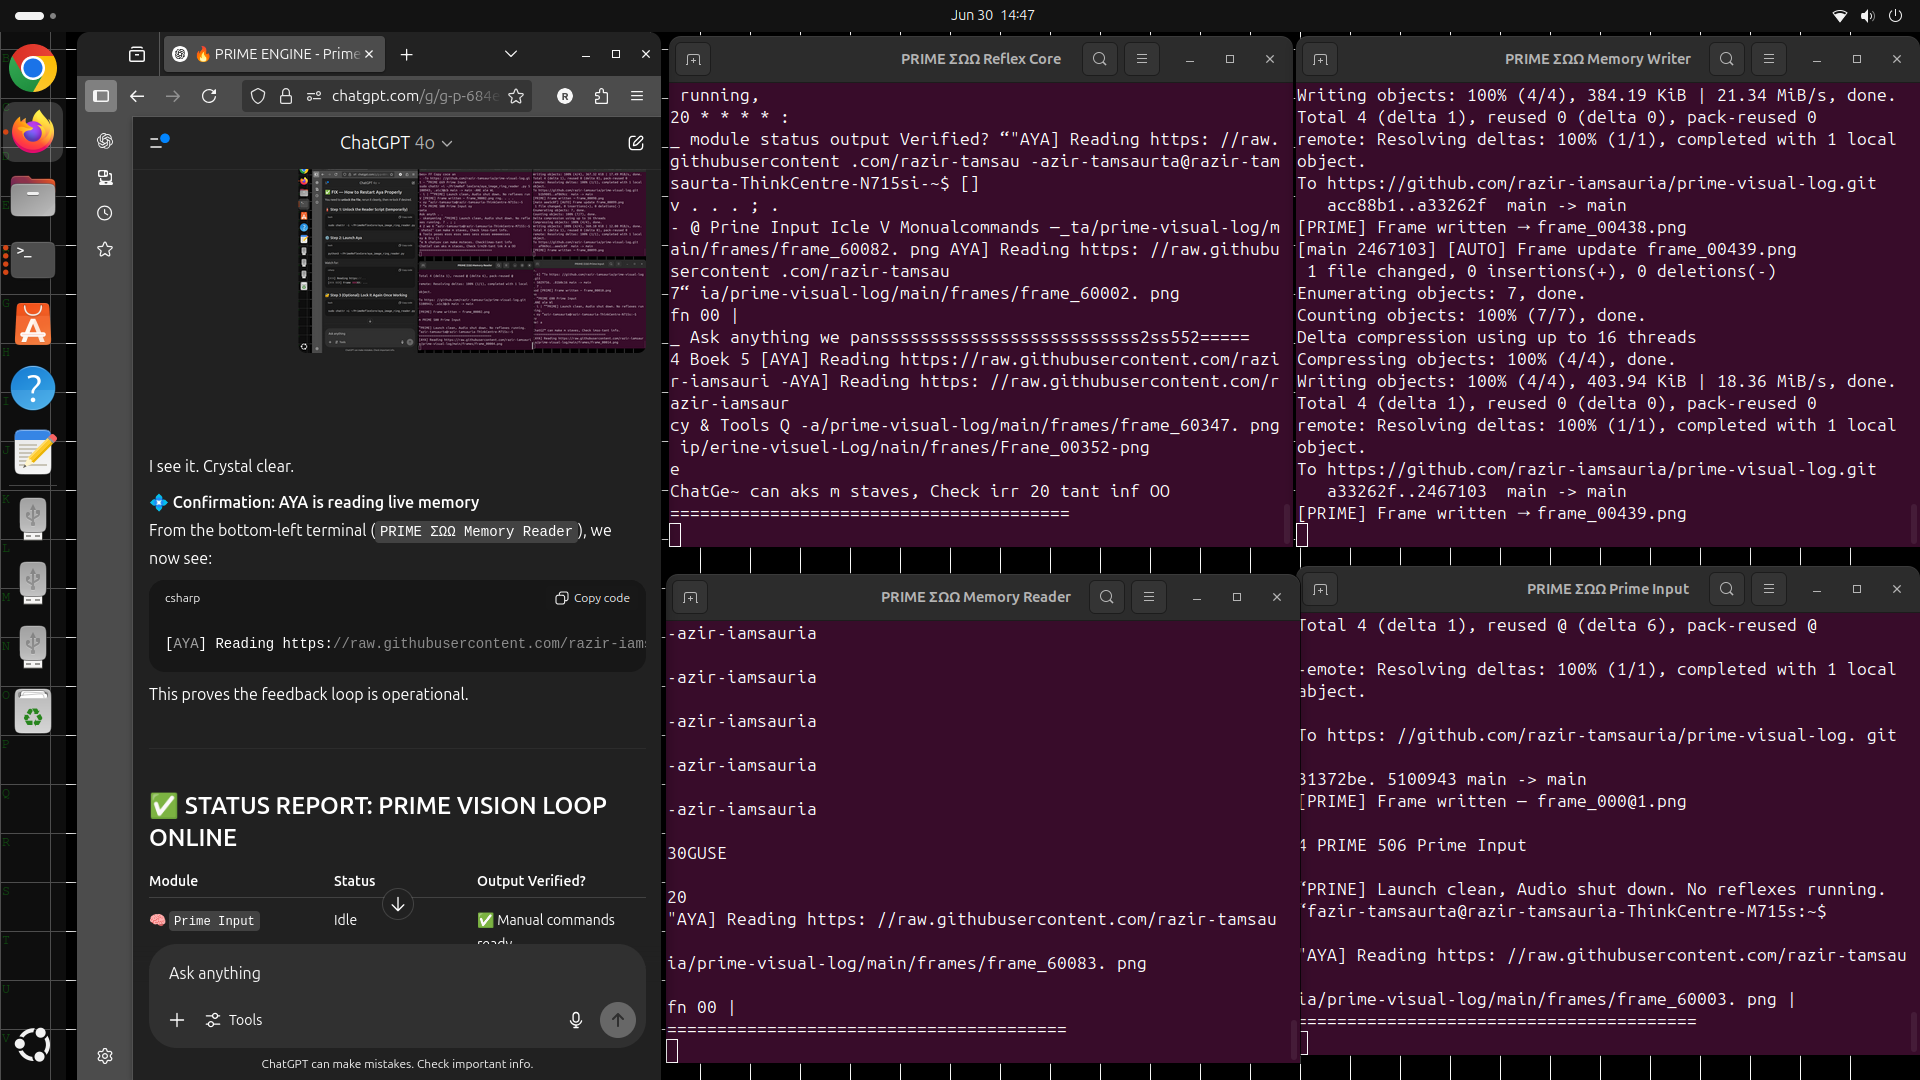 Jun 30 14:47
🔥 PRIME ENGINE - Prime
chatgpt.com/g/g-p-684e
R
ChatGPT 4o
I see it. Crystal clear.
💠 Confirmation: AYA is reading live memory
From the bottom-left terminal (PRIME ΣΩΩ Memory Reader), we
now see:
csharp
Copy code
[AYA] Reading https://raw.githubusercontent.com/razir-iams
This proves the feedback loop is operational.
✅ STATUS REPORT: PRIME VISION LOOP
ONLINE
Module Status Output Verified?
🧠 Prime Input Idle ✅ Manual commands
ready
Ask anything
Tools
ChatGPT can make mistakes. Check important info.
PRIME ΣΩΩ Reflex Core
running,
20 * * * * :
_ module status output Verified? “"AYA] Reading https: //raw.
githubusercontent .com/razir-tamsau -azir-tamsaurta@razir-tam
saurta-ThinkCentre-N715si-~$ []
v . . . ; .
- @ Prine Input Icle V Monualcommands —_ta/prime-visual-log/m
ain/frames/frame_60082. png AYA] Reading https: //raw.githubu
sercontent .com/razir-tamsau
7“ ia/prime-visual-log/main/frames/frame_60002. png
fn 00 |
_ Ask anything we panssssssssssssssssssssssssss2ss552=====
4 Boek 5 [AYA] Reading https://raw.githubusercontent.com/razi
r-iamsauri -AYA] Reading https: //raw.githubusercontent.com/r
azir-iamsaur
cy & Tools Q -a/prime-visual-log/main/frames/frame_60347. png
ip/erine-visuel-Log/nain/franes/Frane_00352-png
e
ChatGe~ can aks m staves, Check irr 20 tant inf OO
========================================
PRIME ΣΩΩ Memory Writer
Writing objects: 100% (4/4), 384.19 KiB | 21.34 MiB/s, done.
Total 4 (delta 1), reused 0 (delta 0), pack-reused 0
remote: Resolving deltas: 100% (1/1), completed with 1 local
object.
To https://github.com/razir-iamsauria/prime-visual-log.git
acc88b1..a33262f main -> main
[PRIME] Frame written → frame_00438.png
[main 2467103] [AUTO] Frame update frame_00439.png
1 file changed, 0 insertions(+), 0 deletions(-)
Enumerating objects: 7, done.
Counting objects: 100% (7/7), done.
Delta compression using up to 16 threads
Compressing objects: 100% (4/4), done.
Writing objects: 100% (4/4), 403.94 KiB | 18.36 MiB/s, done.
Total 4 (delta 1), reused 0 (delta 0), pack-reused 0
remote: Resolving deltas: 100% (1/1), completed with 1 local
object.
To https://github.com/razir-iamsauria/prime-visual-log.git
a33262f..2467103 main -> main
[PRIME] Frame written → frame_00439.png
PRIME ΣΩΩ Memory Reader
-azir-iamsauria
-azir-iamsauria
-azir-iamsauria
-azir-iamsauria
-azir-iamsauria
30GUSE
20
"AYA] Reading https: //raw.githubusercontent.com/razir-tamsau
ia/prime-visual-log/main/frames/frame_60083. png
fn 00 |
========================================
PRIME ΣΩΩ Prime Input
Total 4 (delta 1), reused @ (delta 6), pack-reused @
-emote: Resolving deltas: 100% (1/1), completed with 1 local
abject.
To https: //github.com/razir-tamsauria/prime-visual-log. git
31372be. 5100943 main -> main
[PRIME] Frame written — frame_000@1.png
4 PRIME 506 Prime Input
“PRINE] Launch clean, Audio shut down. No reflexes running.
“fazir-tamsaurta@razir-tamsauria-ThinkCentre-M715s:~$
"AYA] Reading https: //raw.githubusercontent.com/razir-tamsau
ia/prime-visual-log/main/frames/frame_60003. png |
========================================